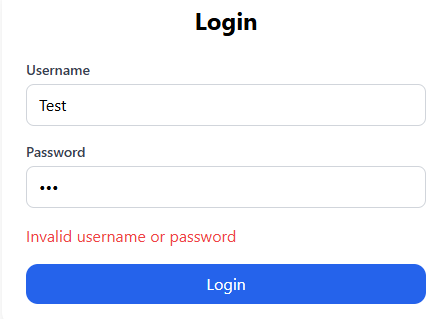 Login
Username
Test
Password
•••
Invalid username or password
Login